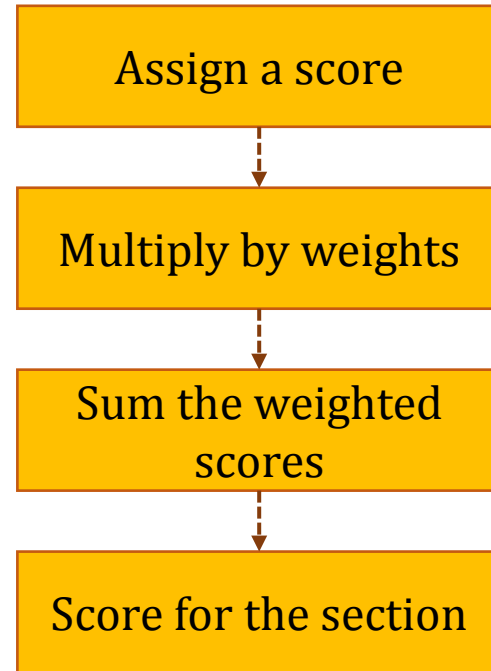 Assign a score
Multiply by weights
Sum the weighted
scores
Score for the section